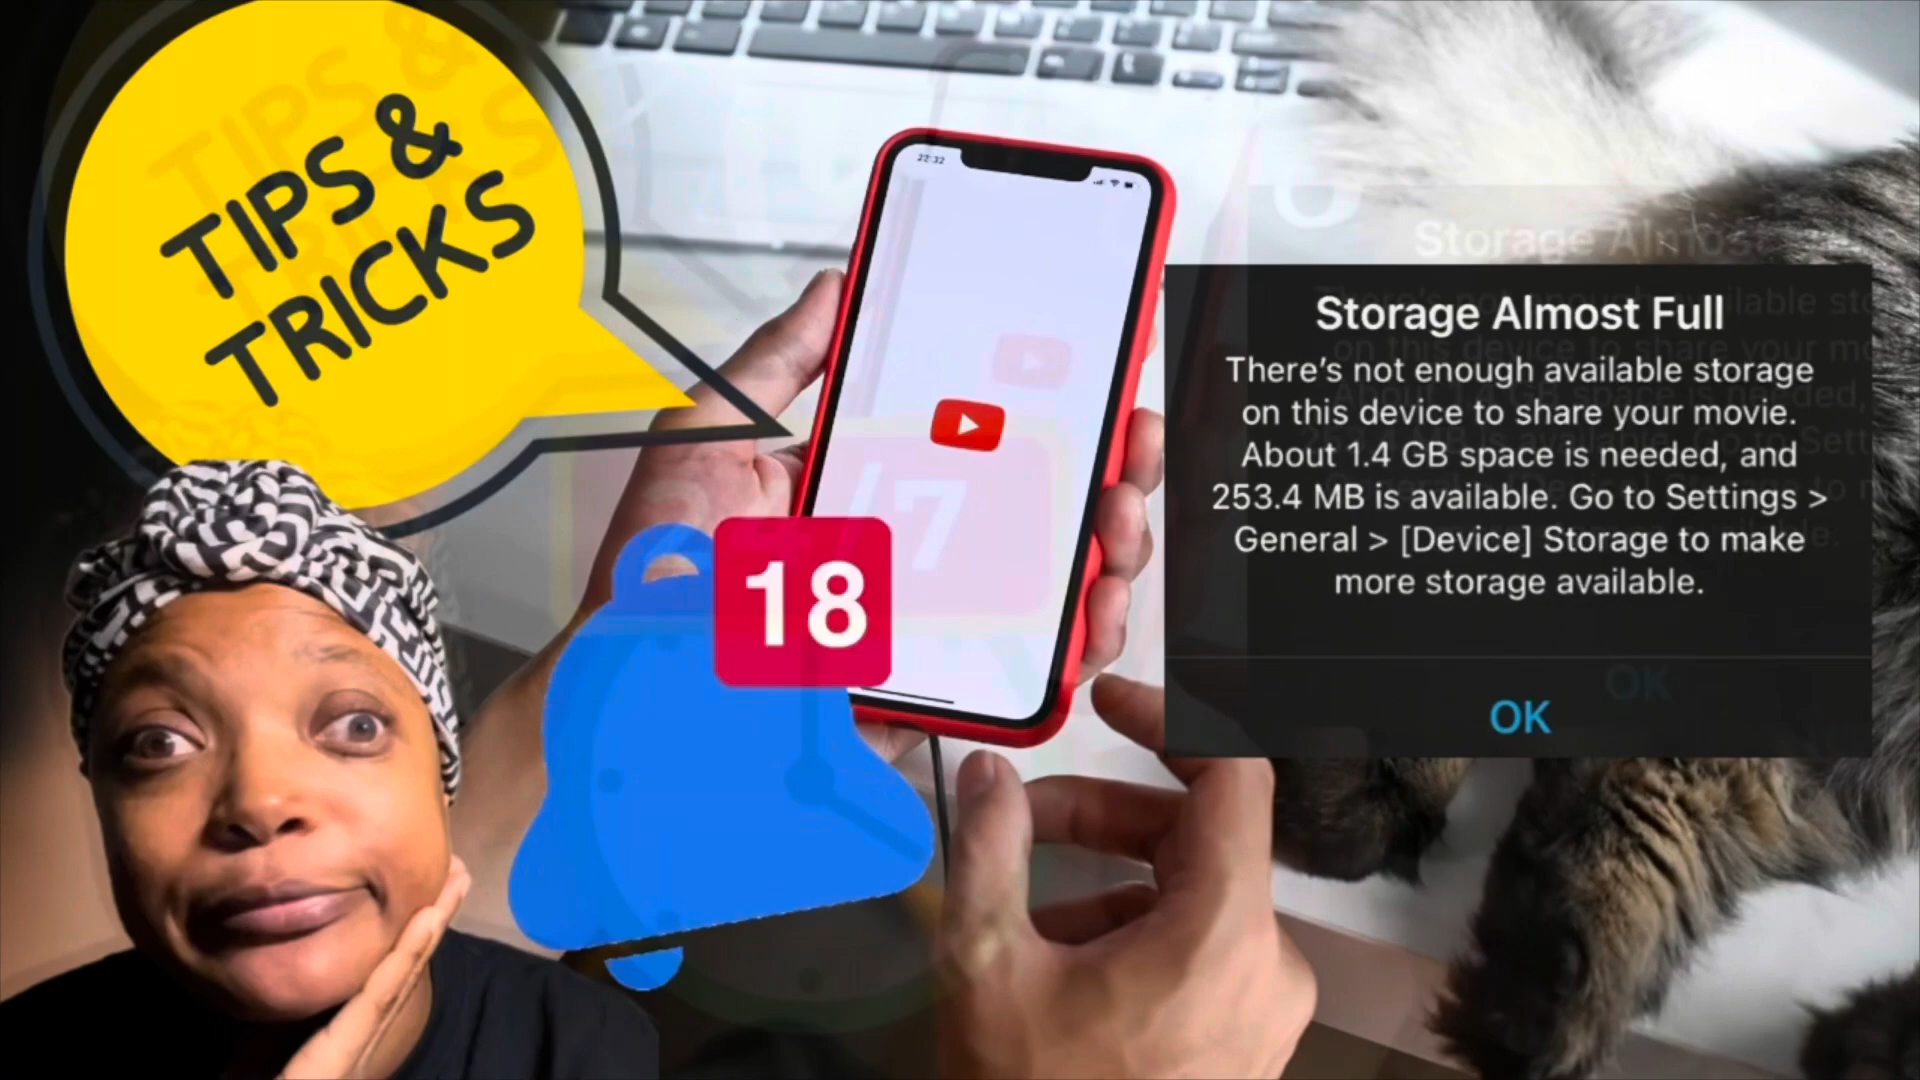 TIPS &
TRICKS
22:32
18
Storage Almost Full
There's not enough available storage
on this device to share your movie.
About 1.4 GB space is needed, and
253.4 MB is available. Go to Settings >
General > [Device] Storage to make
more storage available.
OK